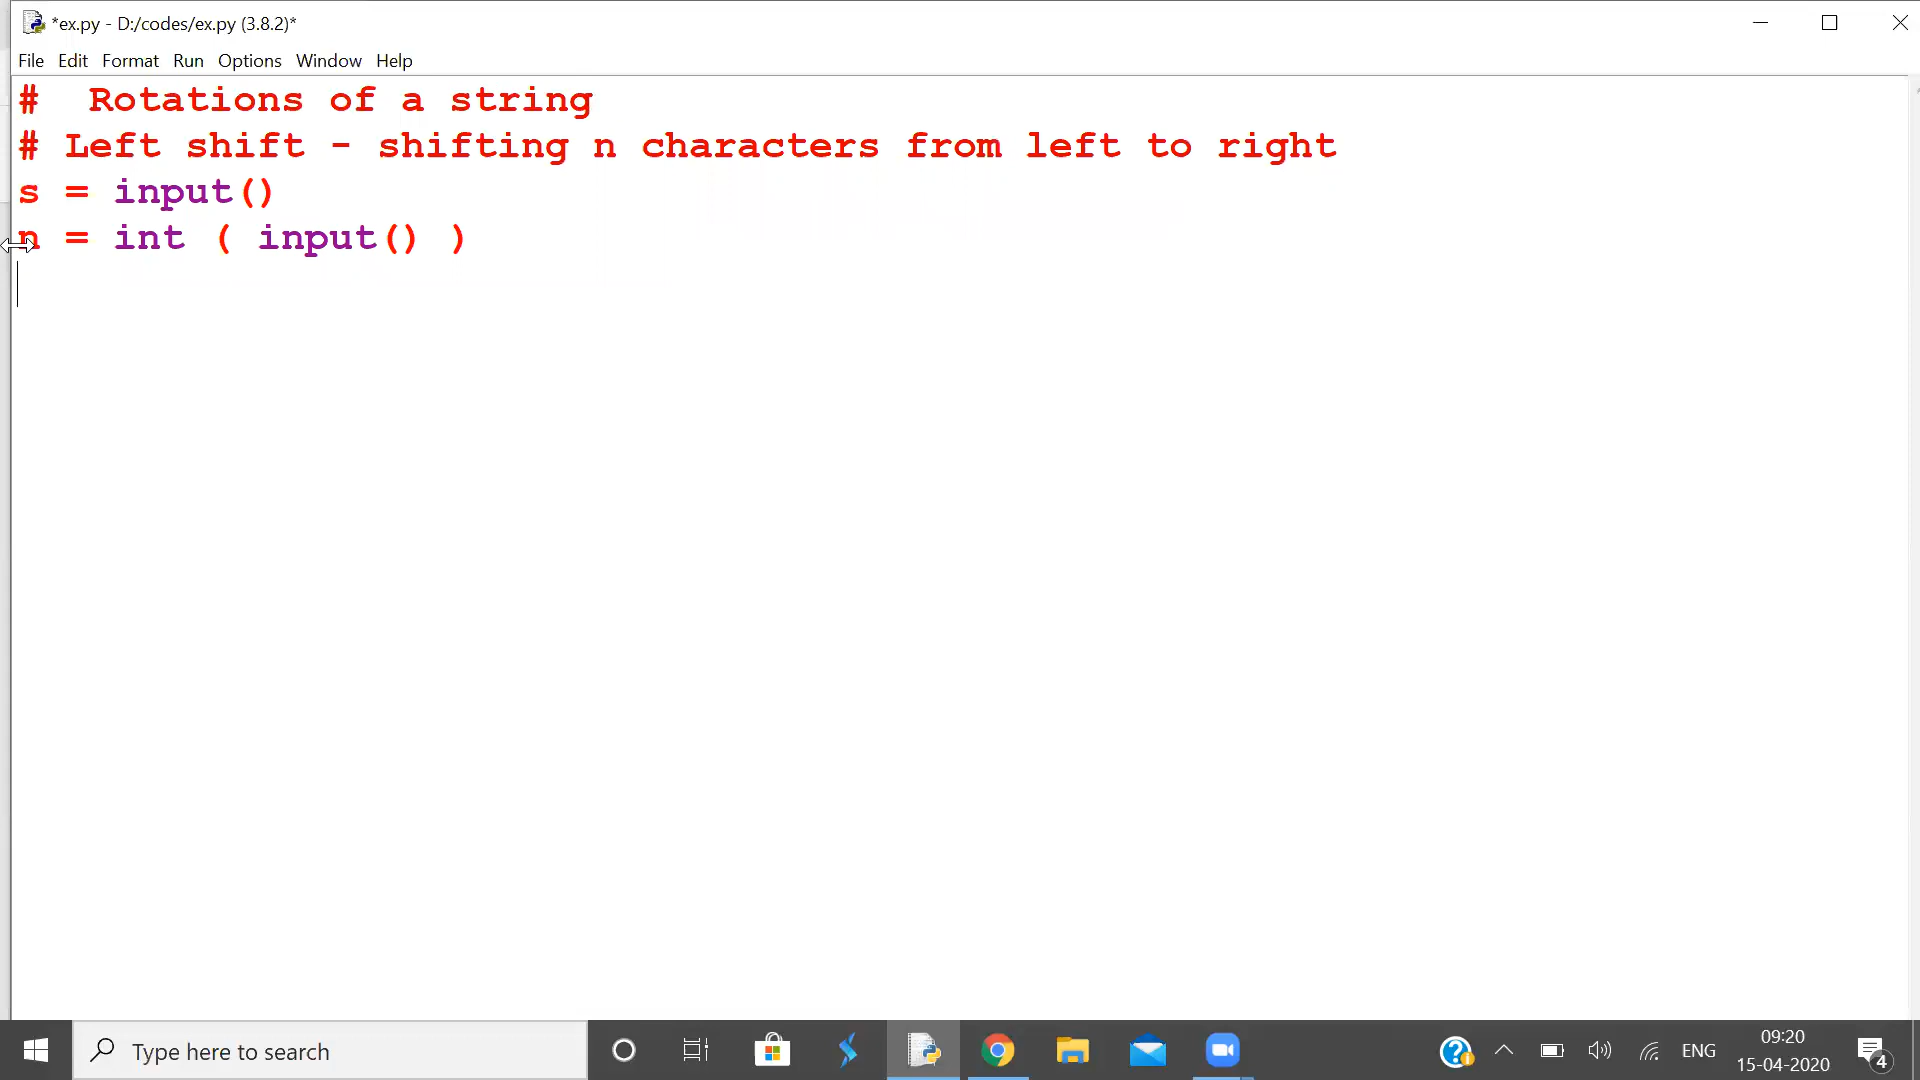 *ex.py - D:/codes/ex.py (3.8.2)*
File Edit Format Run Options Window Help
#  Rotations of a string
# Left shift - shifting n characters from left to right
s = input()
n = int ( input() )
Type here to search
ENG
09:20
15-04-2020
4